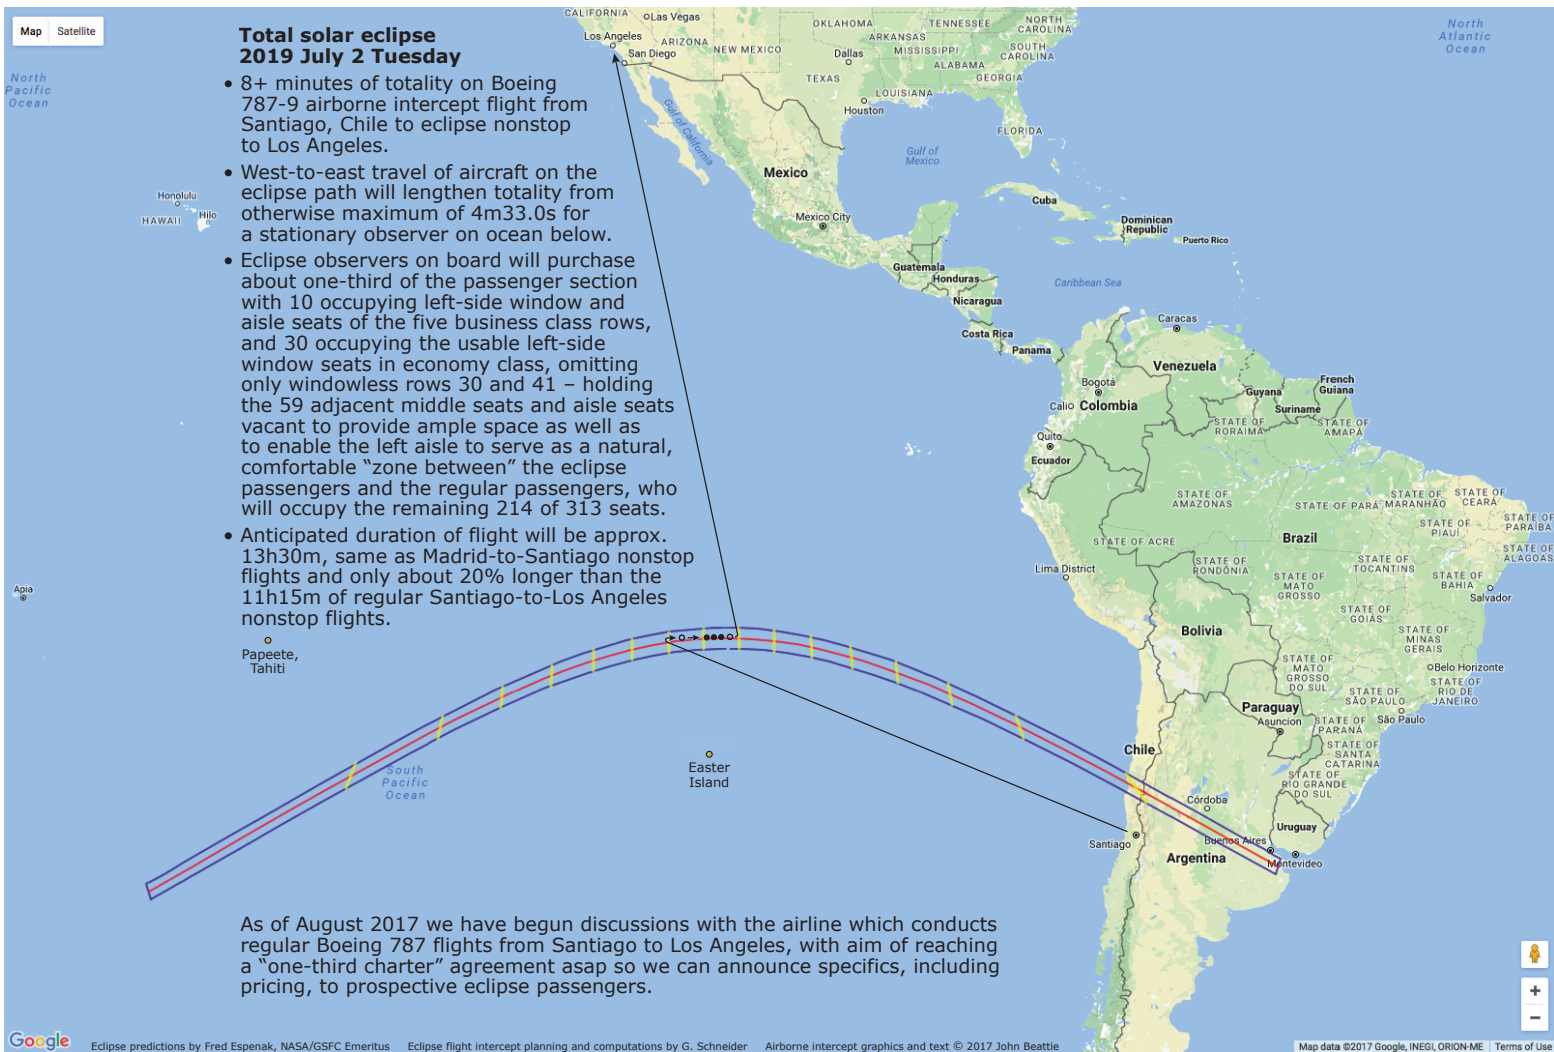 Map Satellite
Total solar eclipse
2019 July 2 Tuesday
• 8+ minutes of totality on Boeing
787-9 airborne intercept flight from
Santiago, Chile to eclipse nonstop
to Los Angeles.
• West-to-east travel of aircraft on the
eclipse path will lengthen totality from
otherwise maximum of 4m33.0s for
a stationary observer on ocean below.
• Eclipse observers on board will purchase
about one-third of the passenger section
with 10 occupying left-side window and
aisle seats of the five business class rows,
and 30 occupying the usable left-side
window seats in economy class, omitting
only windowless rows 30 and 41 – holding
the 59 adjacent middle seats and aisle seats
vacant to provide ample space as well as
to enable the left aisle to serve as a natural,
comfortable “zone between” the eclipse
passengers and the regular passengers, who
will occupy the remaining 214 of 313 seats.
• Anticipated duration of flight will be approx.
13h30m, same as Madrid-to-Santiago nonstop
flights and only about 20% longer than the
11h15m of regular Santiago-to-Los Angeles
nonstop flights.
North
Pacific
Ocean
Honolulu
HAWAII
Hilo
Apia
Papeete,
Tahiti
South
Pacific
Ocean
Easter
Island
CALIFORNIA
Las Vegas
Los Angeles
San Diego
ARIZONA
NEW MEXICO
OKLAHOMA
ARKANSAS
TENNESSEE
NORTH
CAROLINA
SOUTH
CAROLINA
MISSISSIPPI
ALABAMA
GEORGIA
Dallas
TEXAS
LOUISIANA
Houston
FLORIDA
North
Atlantic
Ocean
Gulf of California
Gulf of
Mexico
Mexico
Mexico City
Cuba
Dominican
Republic
Puerto Rico
Guatemala
Honduras
Nicaragua
Caribbean Sea
Costa Rica
Panama
Caracas
Venezuela
Bogotá
Calio
Colombia
Guyana
French
Guiana
Suriname
STATE OF
RORAIMA
STATE OF
AMAPÁ
Quito
Ecuador
STATE OF
AMAZONAS
STATE OF PARÁ
STATE OF
MARANHÃO
STATE OF
CEARÁ
STATE OF
PIAUÍ
STATE OF
PARAÍBA
STATE OF
ALAGOAS
STATE OF ACRE
Brazil
STATE OF
RONDÔNIA
STATE OF
TOCANTINS
Lima District
STATE OF
MATO
GROSSO
STATE OF
BAHIA
Salvador
STATE OF
GOIÁS
Bolivia
STATE OF
MINAS
GERAIS
STATE OF
MATO
GROSSO
DO SUL
Belo Horizonte
STATE OF
RIO DE
JANEIRO
STATE OF
SÃO PAULO
São Paulo
Paraguay
Asuncion
STATE OF
PARANÁ
STATE OF
SANTA
CATARINA
STATE OF
RIO GRANDE
DO SUL
Chile
Córdoba
Uruguay
Santiago
Buenos Aires
Argentina
Montevideo
As of August 2017 we have begun discussions with the airline which conducts
regular Boeing 787 flights from Santiago to Los Angeles, with aim of reaching
a “one-third charter” agreement asap so we can announce specifics, including
pricing, to prospective eclipse passengers.
+
−
Google
Eclipse predictions by Fred Espenak, NASA/GSFC Emeritus Eclipse flight intercept planning and computations by G. Schneider Airborne intercept graphics and text © 2017 John Beattie
Map data ©2017 Google, INEGI, ORION-ME Terms of Use